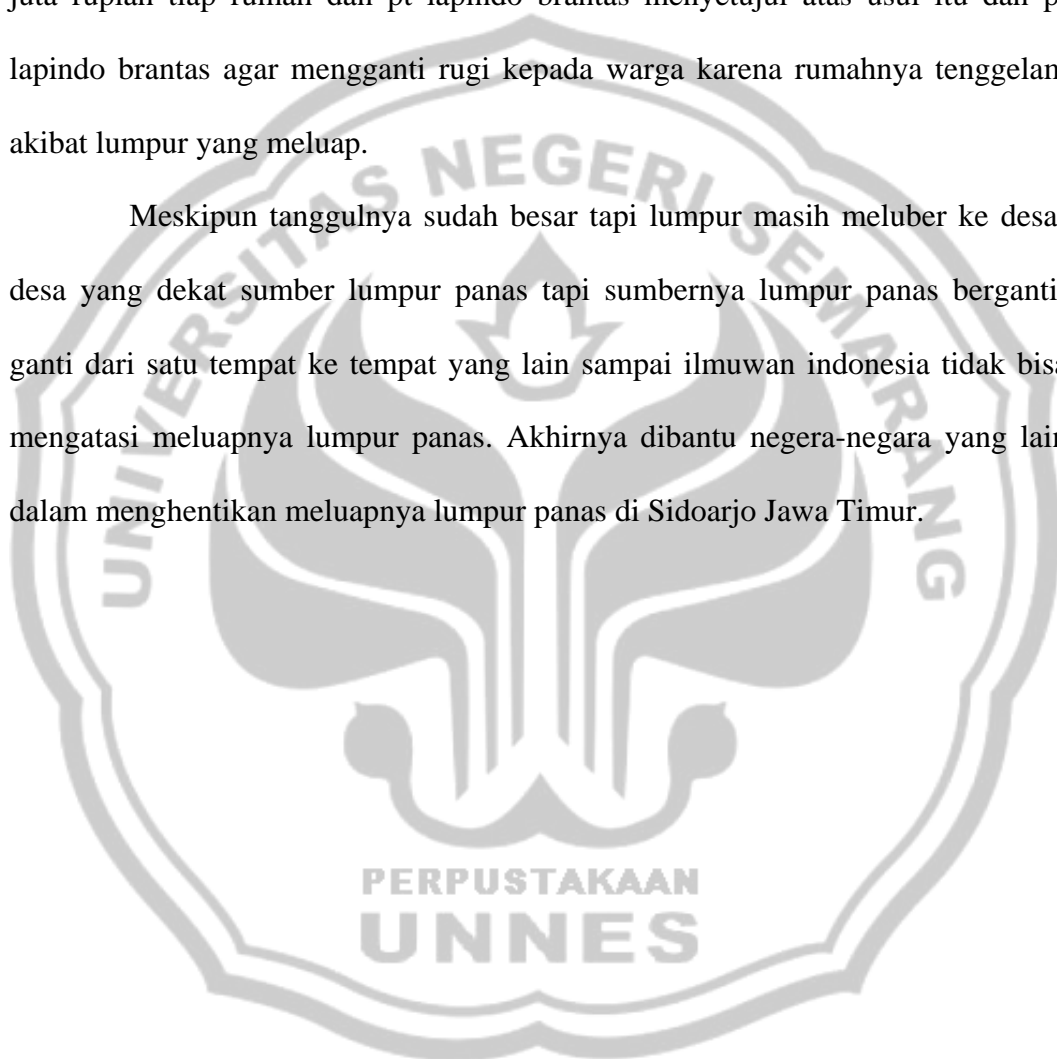 juta rupiah tiap rumah dan pt lapindo brantas menyetujui atas usul itu dan p
lapindo brantas agar mengganti rugi kepada warga karena rumahnya tenggelan
akibat lumpur yang meluap.
Meskipun tanggulnya sudah besar tapi lumpur masih meluber ke desa
desa yang dekat sumber lumpur panas tapi sumbernya lumpur panas berganti
ganti dari satu tempat ke tempat yang lain sampai ilmuwan indonesia tidak bisa
mengatasi meluapnya lumpur panas. Akhirnya dibantu negera-negara yang lain
dalam menghentikan meluapnya lumpur panas di Sidoarjo Jawa Timur.
UNIVERSITAS NEGERI SEMARANG
PERPUSTAKAAN
UNNES